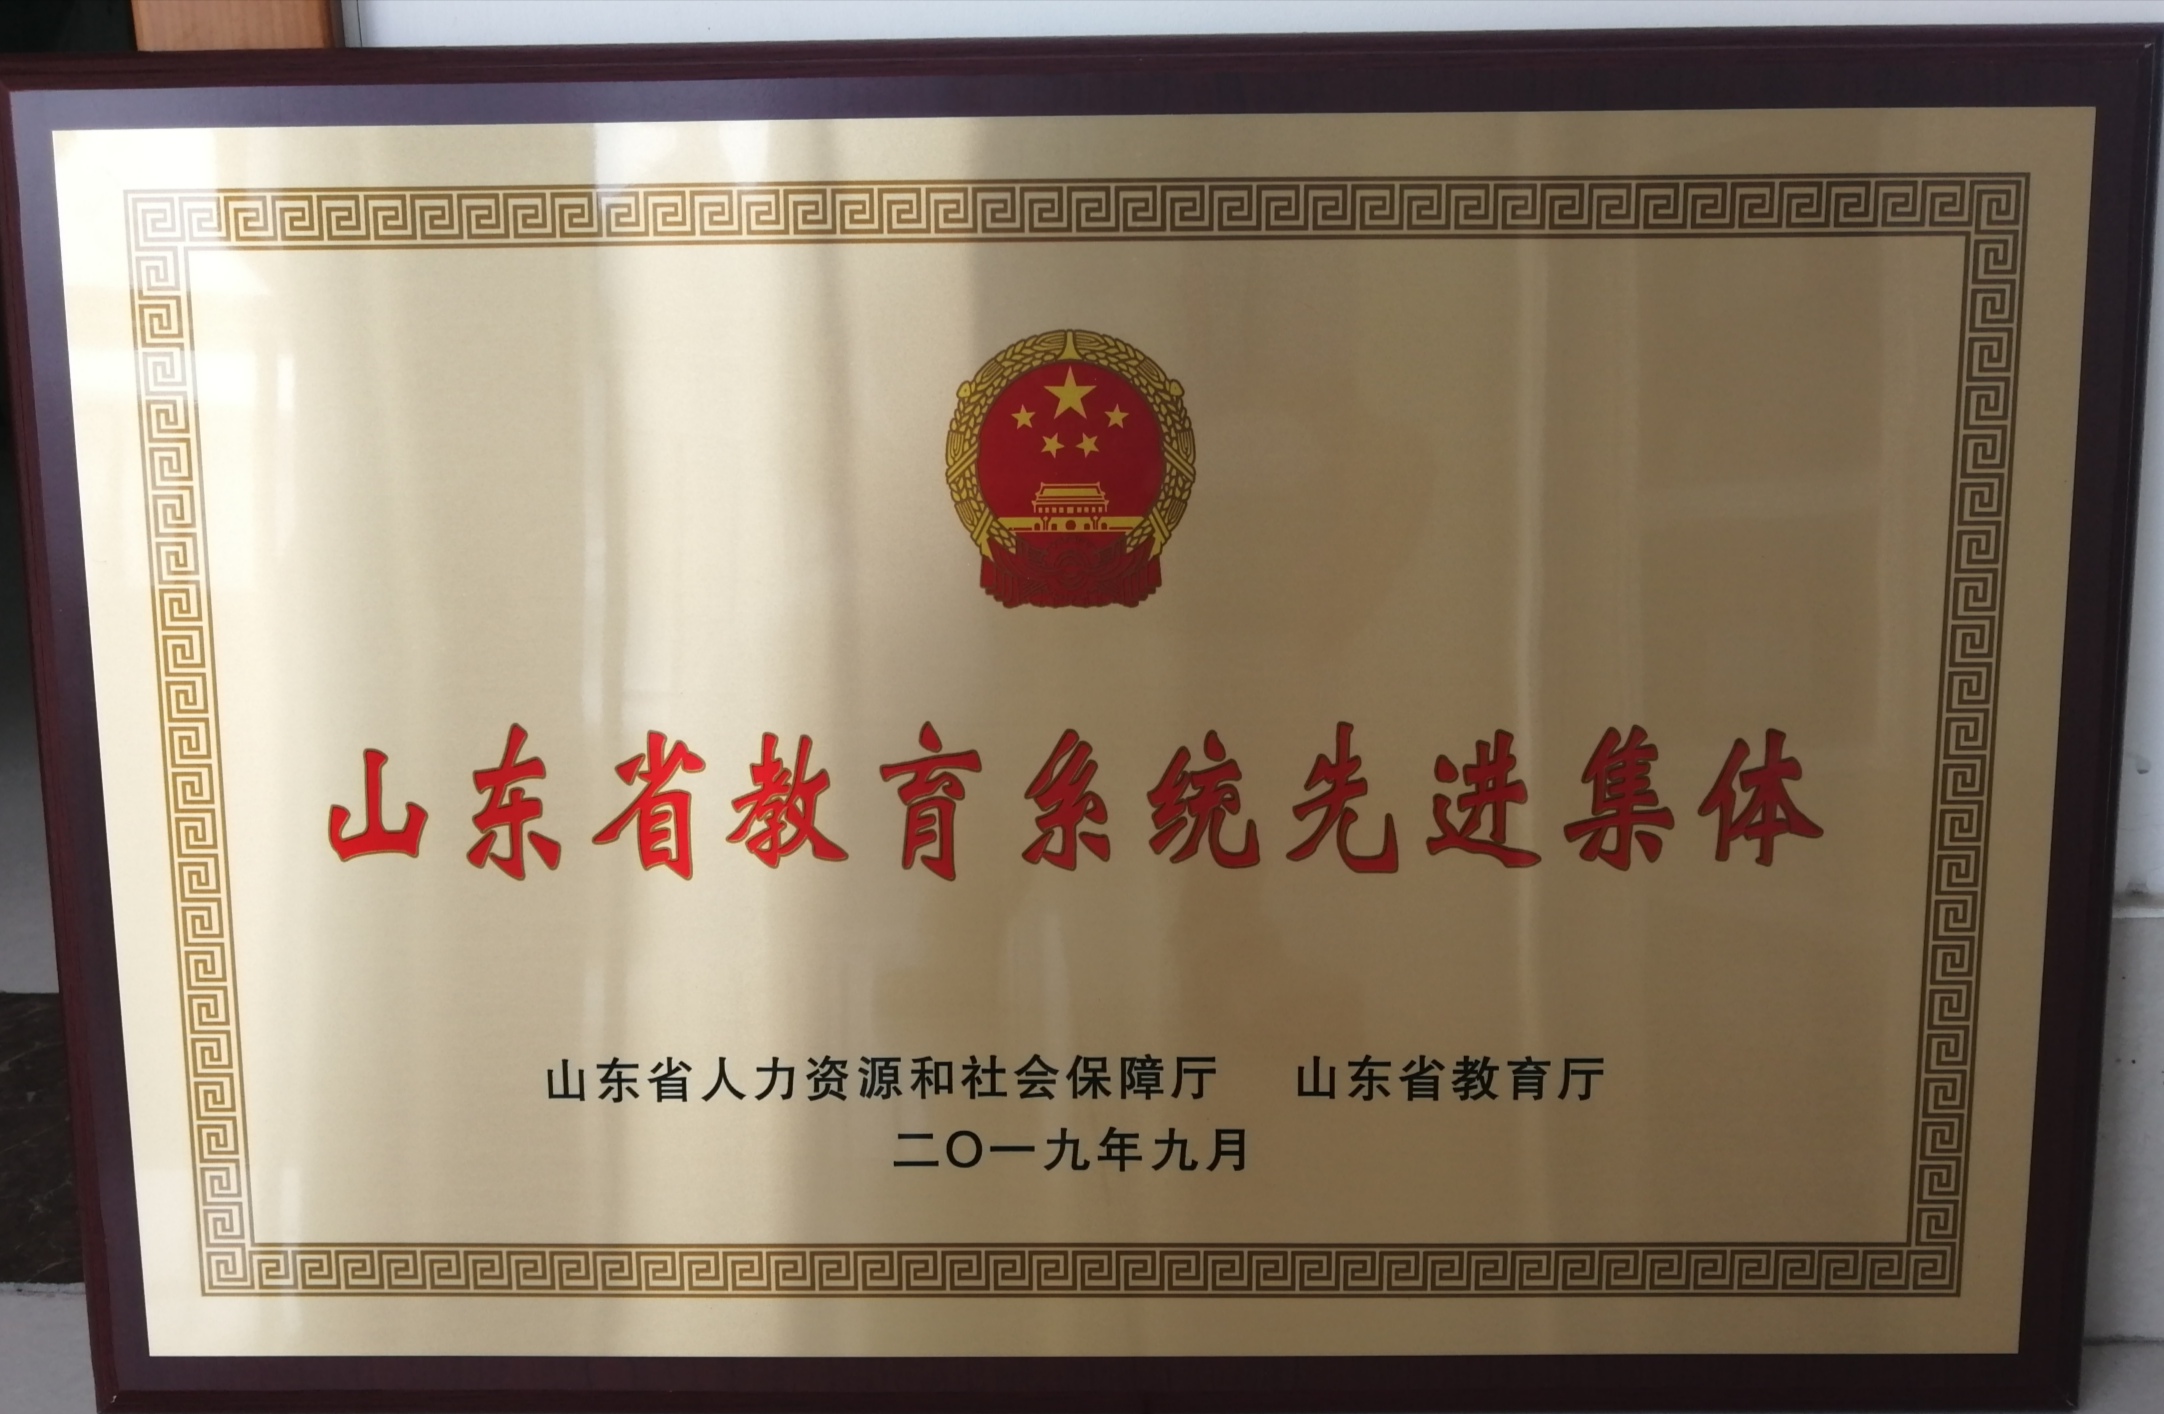 山东省教育系统先进集体
山东省人力资源和社会保障厅 山东省教育厅
二〇一九年九月